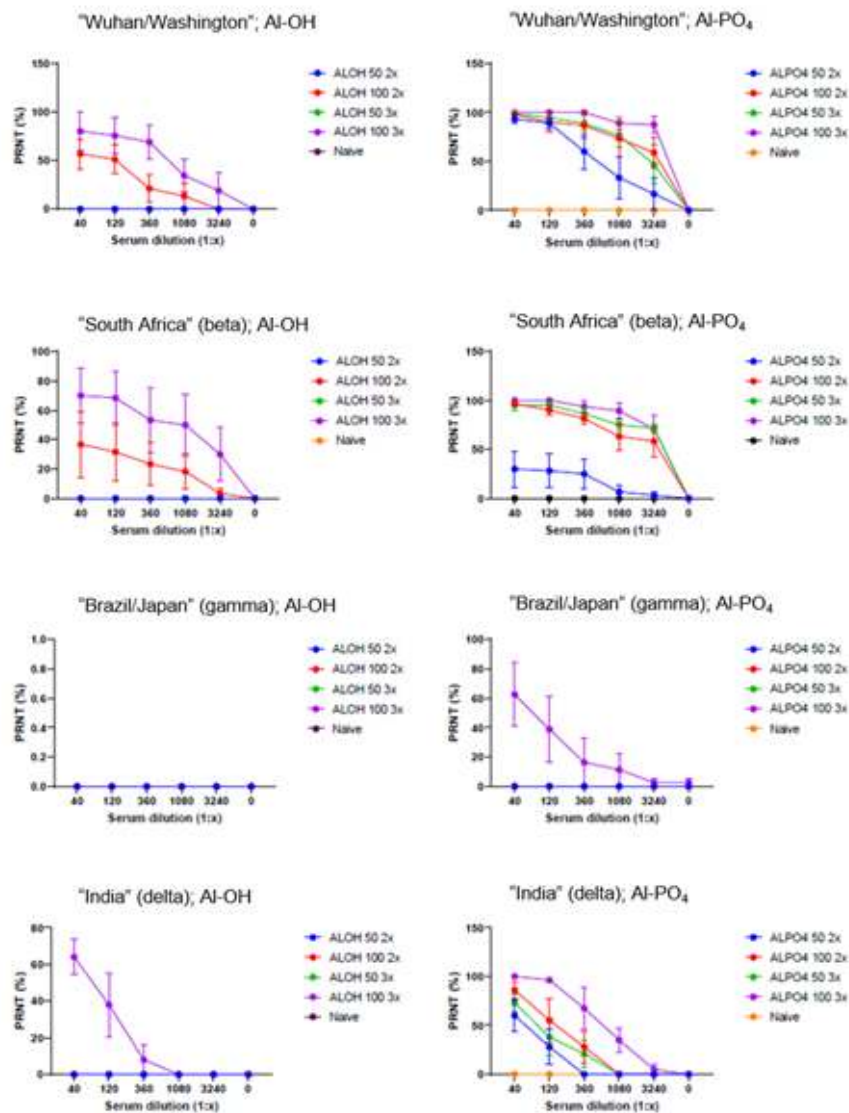 "Wuhan/Washington"; Al-OH
150
100
50
0
PRNT (%)
40 120 360 1080 3240 0
Serum dilution (1:x)
ALOH 50 2x
ALOH 100 2x
ALOH 50 3x
ALOH 100 3x
Naive
"Wuhan/Washington"; Al-PO4
150
100
50
0
PRNT (%)
40 120 360 1080 3240 0
Serum dilution (1:x)
ALPO4 50 2x
ALPO4 100 2x
ALPO4 50 3x
ALPO4 100 3x
Naive
"South Africa" (beta); Al-OH
100
80
60
40
20
0
PRNT (%)
40 120 360 1080 3240 0
Serum dilution (1:x)
ALOH 50 2x
ALOH 100 2x
ALOH 50 3x
ALOH 100 3x
Naive
"South Africa" (beta); Al-PO4
150
100
50
0
PRNT (%)
40 120 360 1080 3240 0
Serum dilution (1:x)
ALPO4 50 2x
ALPO4 100 2x
ALPO4 50 3x
ALPO4 100 3x
Naive
"Brazil/Japan" (gamma); Al-OH
1.0
0.8
0.6
0.4
0.2
0.0
PRNT (%)
40 120 360 1080 3240 0
Serum dilution (1:x)
ALOH 50 2x
ALOH 100 2x
ALOH 50 3x
ALOH 100 3x
Naive
"Brazil/Japan" (gamma); Al-PO4
100
80
60
40
20
0
PRNT (%)
40 120 360 1080 3240 0
Serum dilution (1:x)
ALPO4 50 2x
ALPO4 100 2x
ALPO4 50 3x
ALPO4 100 3x
Naive
"India" (delta); Al-OH
80
60
40
20
0
PRNT (%)
40 120 360 1080 3240 0
Serum dilution (1:x)
ALOH 50 2x
ALOH 100 2x
ALOH 50 3x
ALOH 100 3x
Naive
"India" (delta); Al-PO4
150
100
50
0
PRNT (%)
40 120 360 1080 3240 0
Serum dilution (1:x)
ALPO4 50 2x
ALPO4 100 2x
ALPO4 50 3x
ALPO4 100 3x
Naive